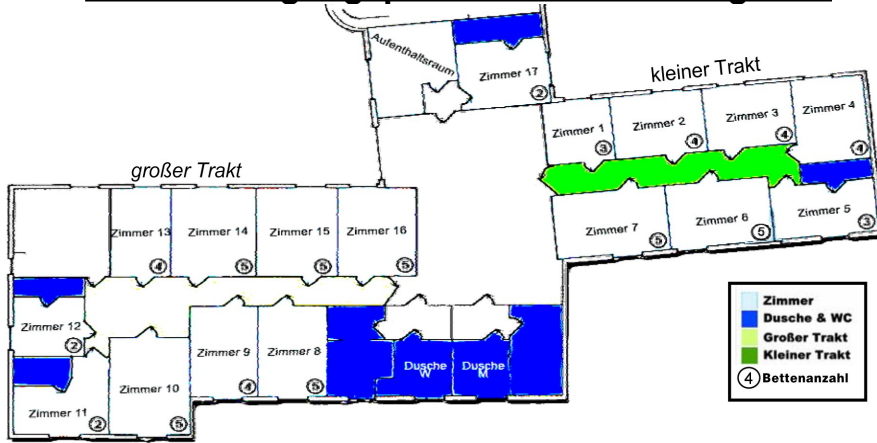 Aufenthaltsraum
Zimmer 17
2
kleiner Trakt
Zimmer 1
3
Zimmer 2
4
Zimmer 3
4
Zimmer 4
4
großer Trakt
Zimmer 13
4
Zimmer 14
5
Zimmer 15
5
Zimmer 16
5
Zimmer 7
5
Zimmer 6
5
Zimmer 5
3
Zimmer 12
2
Zimmer 11
2
Zimmer 10
5
Zimmer 9
4
Zimmer 8
5
Dusche
W
Dusche
M
Zimmer
Dusche & WC
Großer Trakt
Kleiner Trakt
4 Bettenanzahl